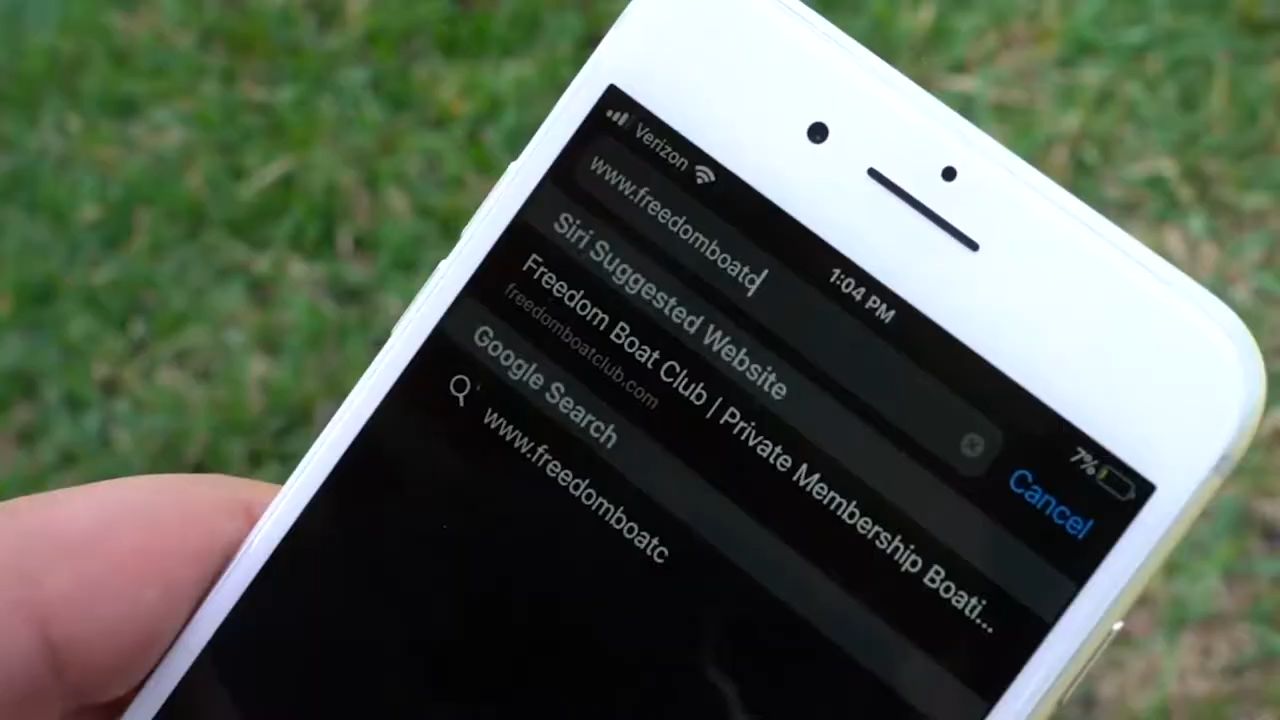 Verizon
1:04 PM
7%
www.freedomboatc
Cancel
Siri Suggested Website
Freedom Boat Club | Private Membership Boati...
freedomboatclub.com
Google Search
www.freedomboatc